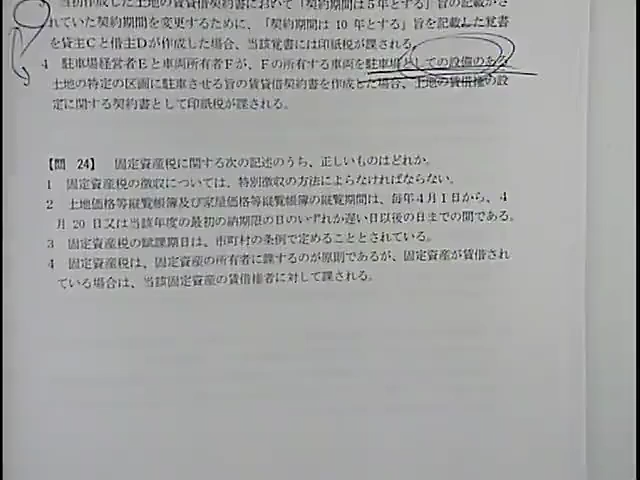 当初作成した土地の賃貸借契約書において「契約期間は5年とする」旨の記載がさ
れていた契約期間を変更するために、「契約期間は 10 年とする」旨を記載した覚書
を貸主Cと借主Dが作成した場合、当該覚書には印紙税が課される。
4 駐車場経営者Eと車両所有者Fが、Fの所有する車両を駐車場としての設備のある
土地の特定の区画に駐車させる旨の賃貸借契約書を作成した場合、土地の賃借権の設
定に関する契約書として印紙税が課される。
【問 24】 固定資産税に関する次の記述のうち、正しいものはどれか。
1 固定資産税の徴収については、特別徴収の方法によらなければならない。
2 土地価格等縦覧帳簿及び家屋価格等縦覧帳簿の縦覧期間は、毎年4月1日から、4
月 20 日又は当該年度の最初の納期限の日のいずれか遅い日以後の日までの間である。
3 固定資産税の賦課期日は、市町村の条例で定めることとされている。
4 固定資産税は、固定資産の所有者に課するのが原則であるが、固定資産が賃借され
ている場合は、当該固定資産の賃借権者に対して課される。